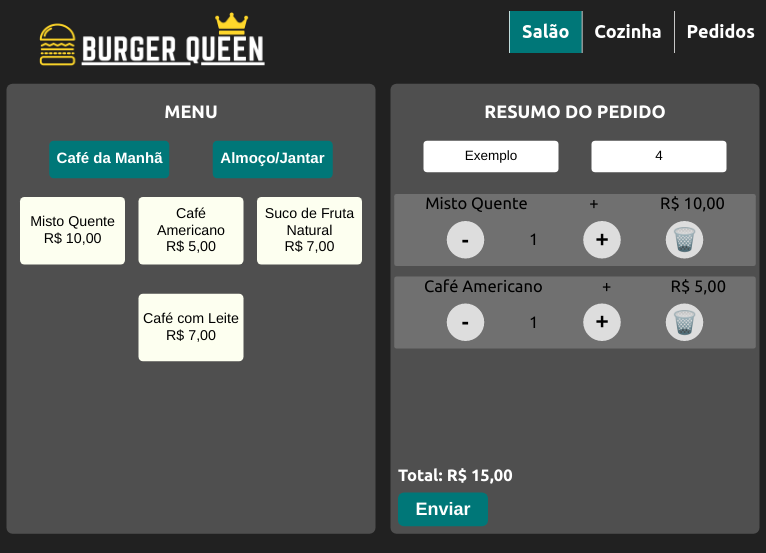 BURGER QUEEN
Salão Cozinha Pedidos
MENU
Café da Manhã Almoço/Jantar
Misto Quente
R$ 10,00
Café
Americano
R$ 5,00
Suco de Fruta
Natural
R$ 7,00
Café com Leite
R$ 7,00
RESUMO DO PEDIDO
Exemplo 4
Misto Quente + R$ 10,00
- 1 +
Café Americano + R$ 5,00
- 1 +
Total: R$ 15,00
Enviar